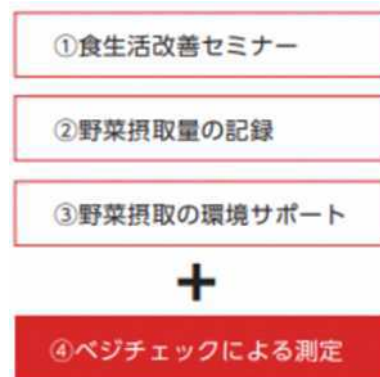 ①食生活改善セミナー
②野菜摂取量の記録
③野菜摂取の環境サポート
+
④ベジチェックによる測定